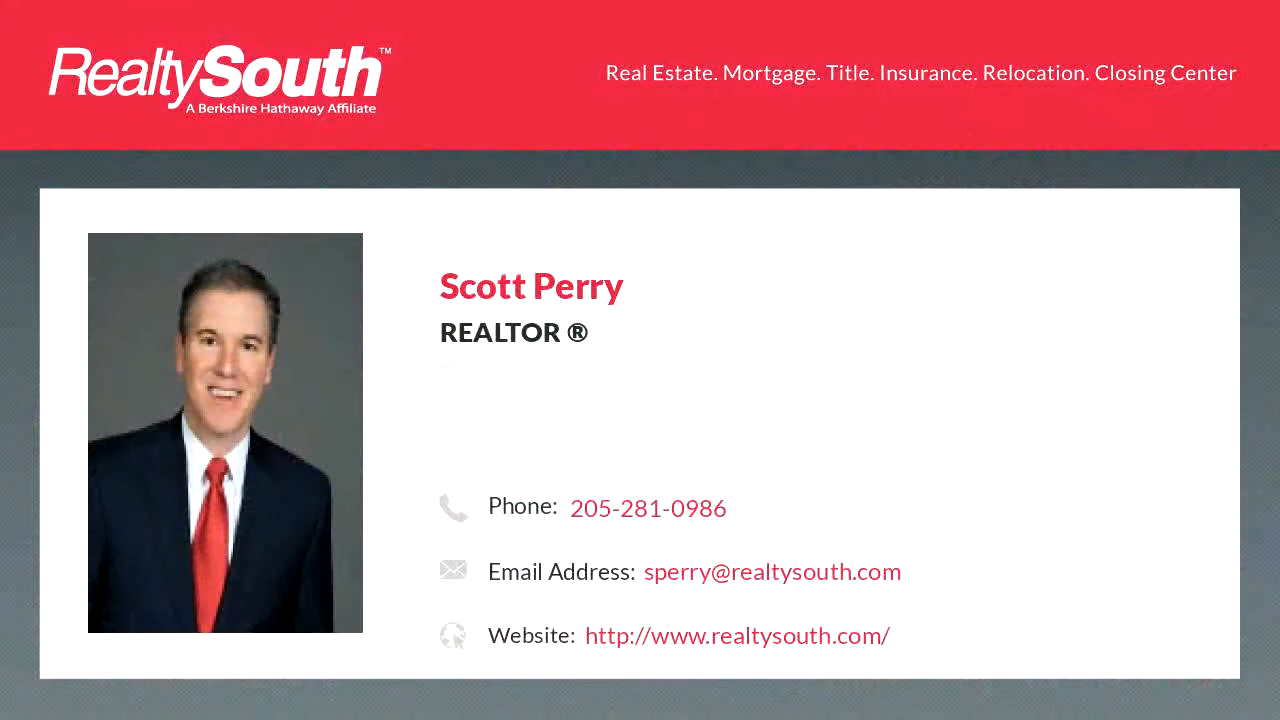 RealtySouth™
A Berkshire Hathaway Affiliate
Real Estate. Mortgage. Title. Insurance. Relocation. Closing Center
Scott Perry
REALTOR ®
Phone: 205-281-0986
Email Address: sperry@realtysouth.com
Website: http://www.realtysouth.com/